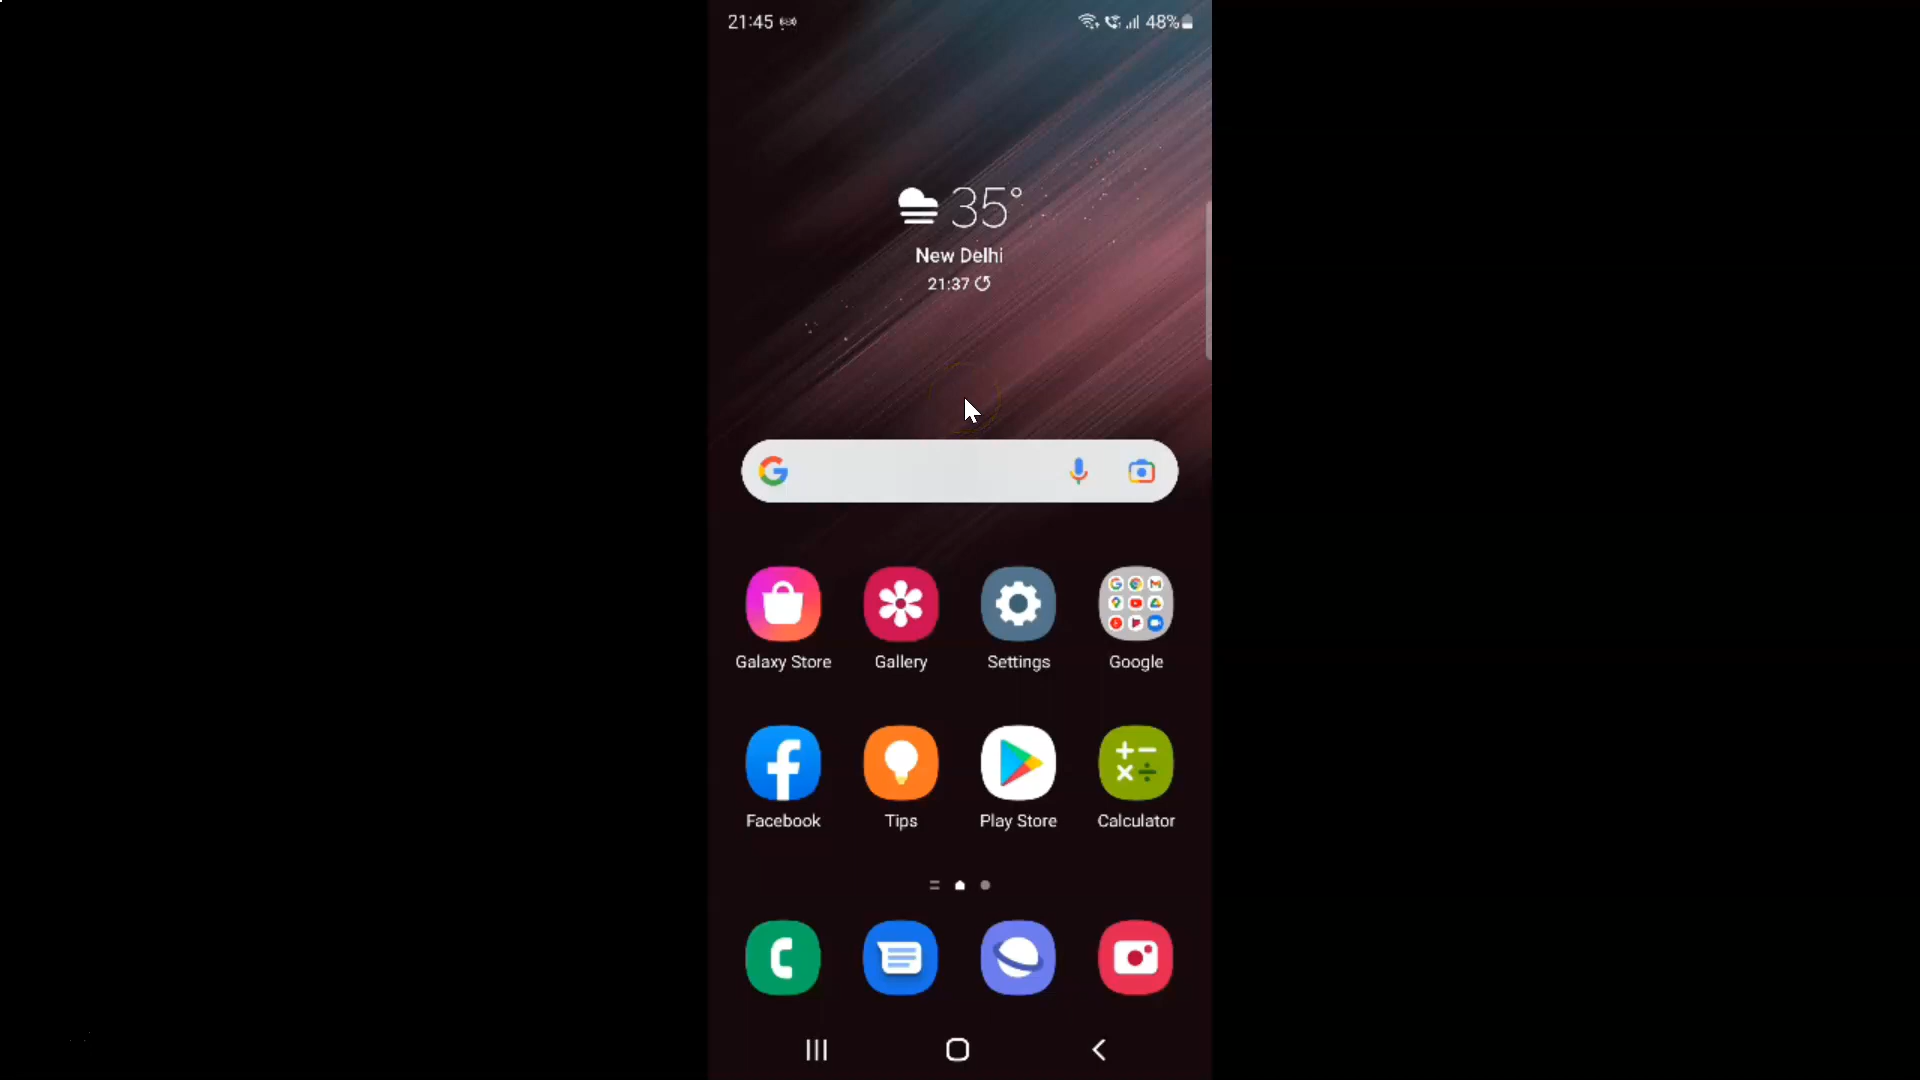 21:45
48%
35°
New Delhi
21:37
Galaxy Store Gallery Settings Google
Facebook Tips Play Store Calculator